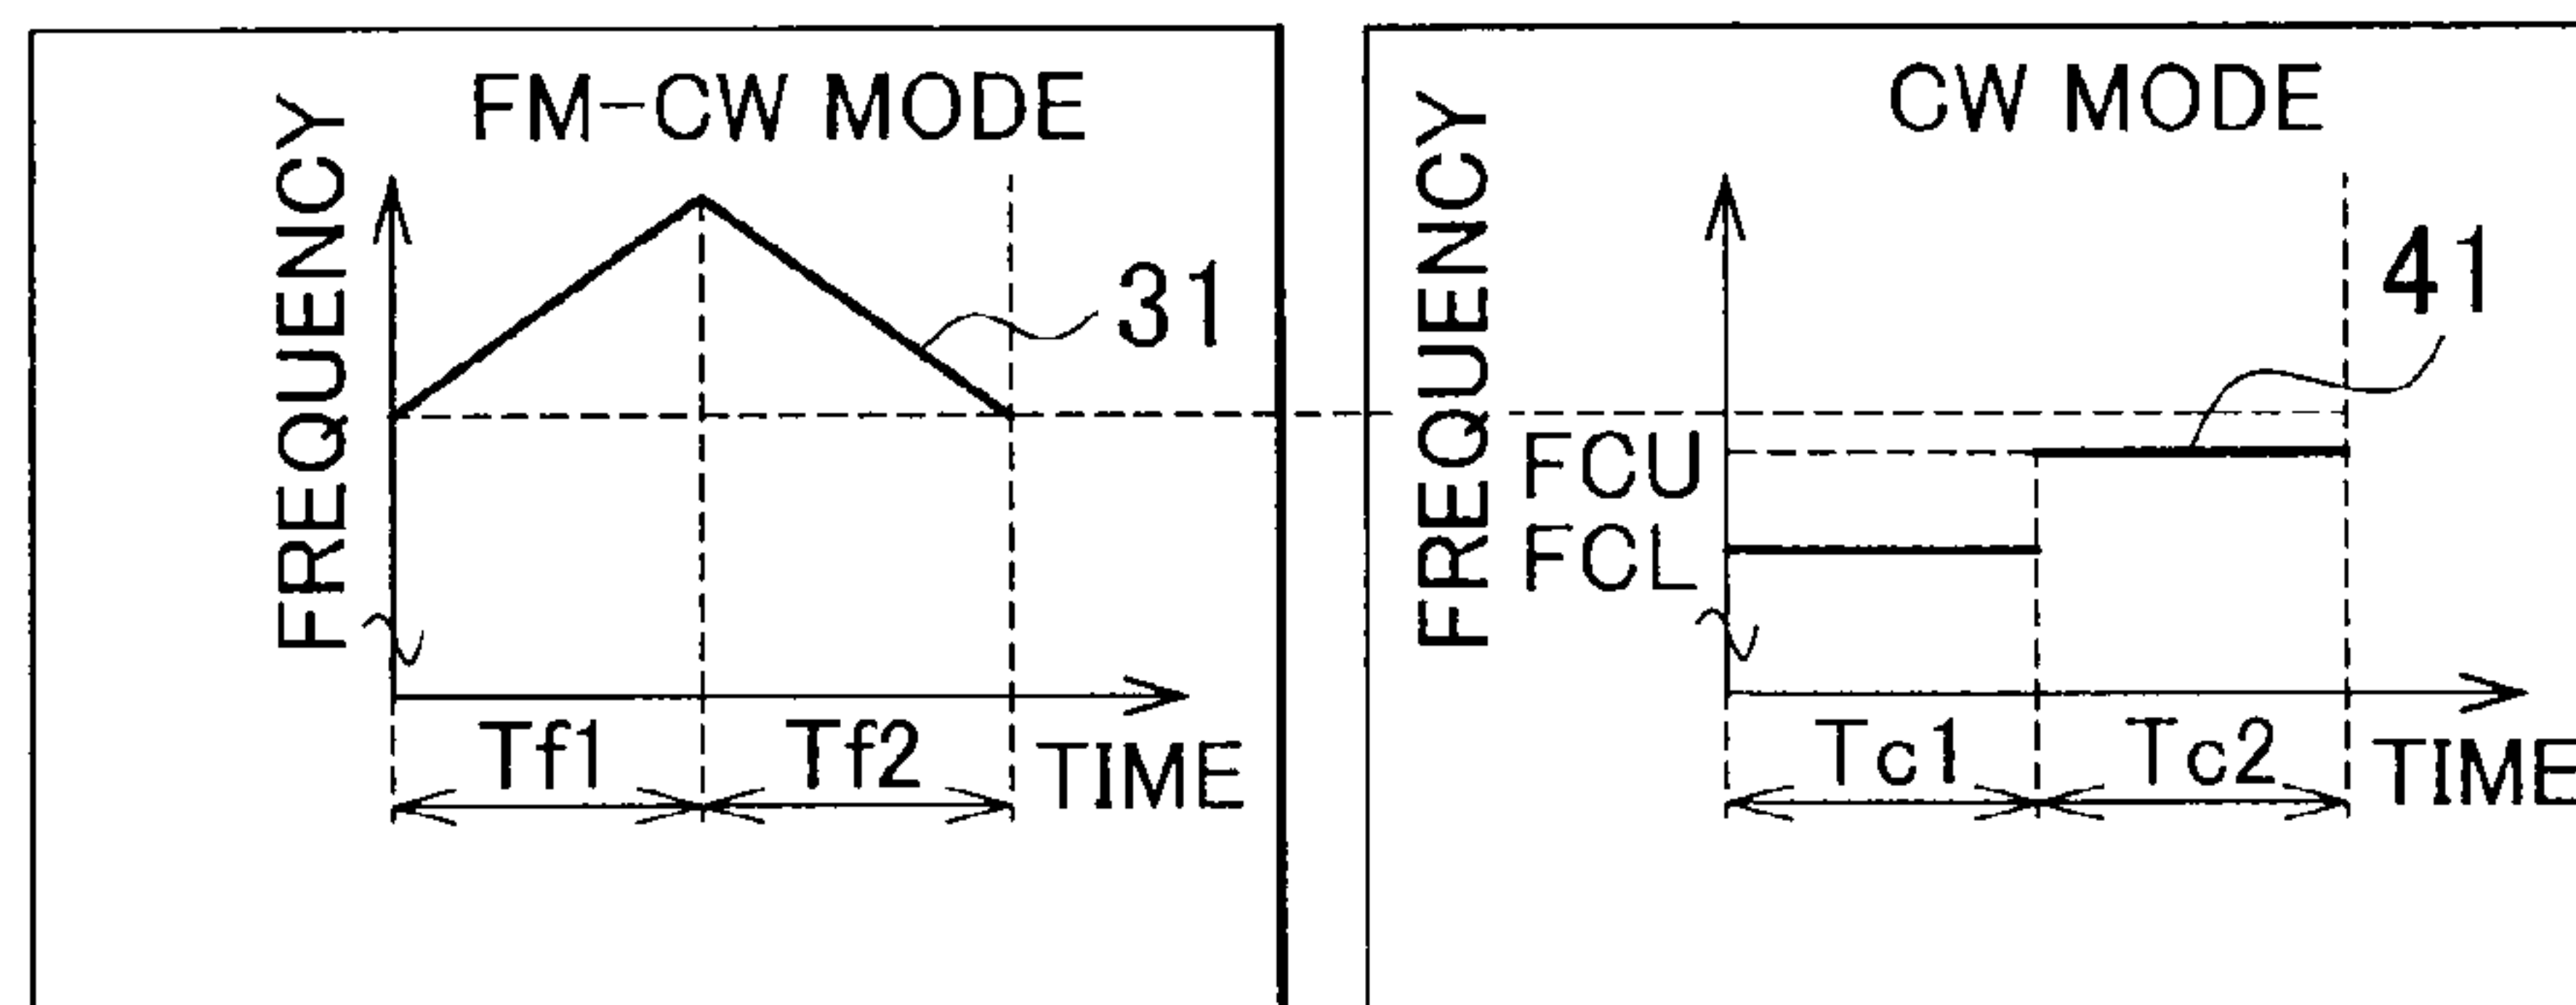 FM-CW MODE
FREQUENCY
31
Tf1
Tf2
TIME
CW MODE
FREQUENCY
41
FCU
FCL
Tc1
Tc2
TIME